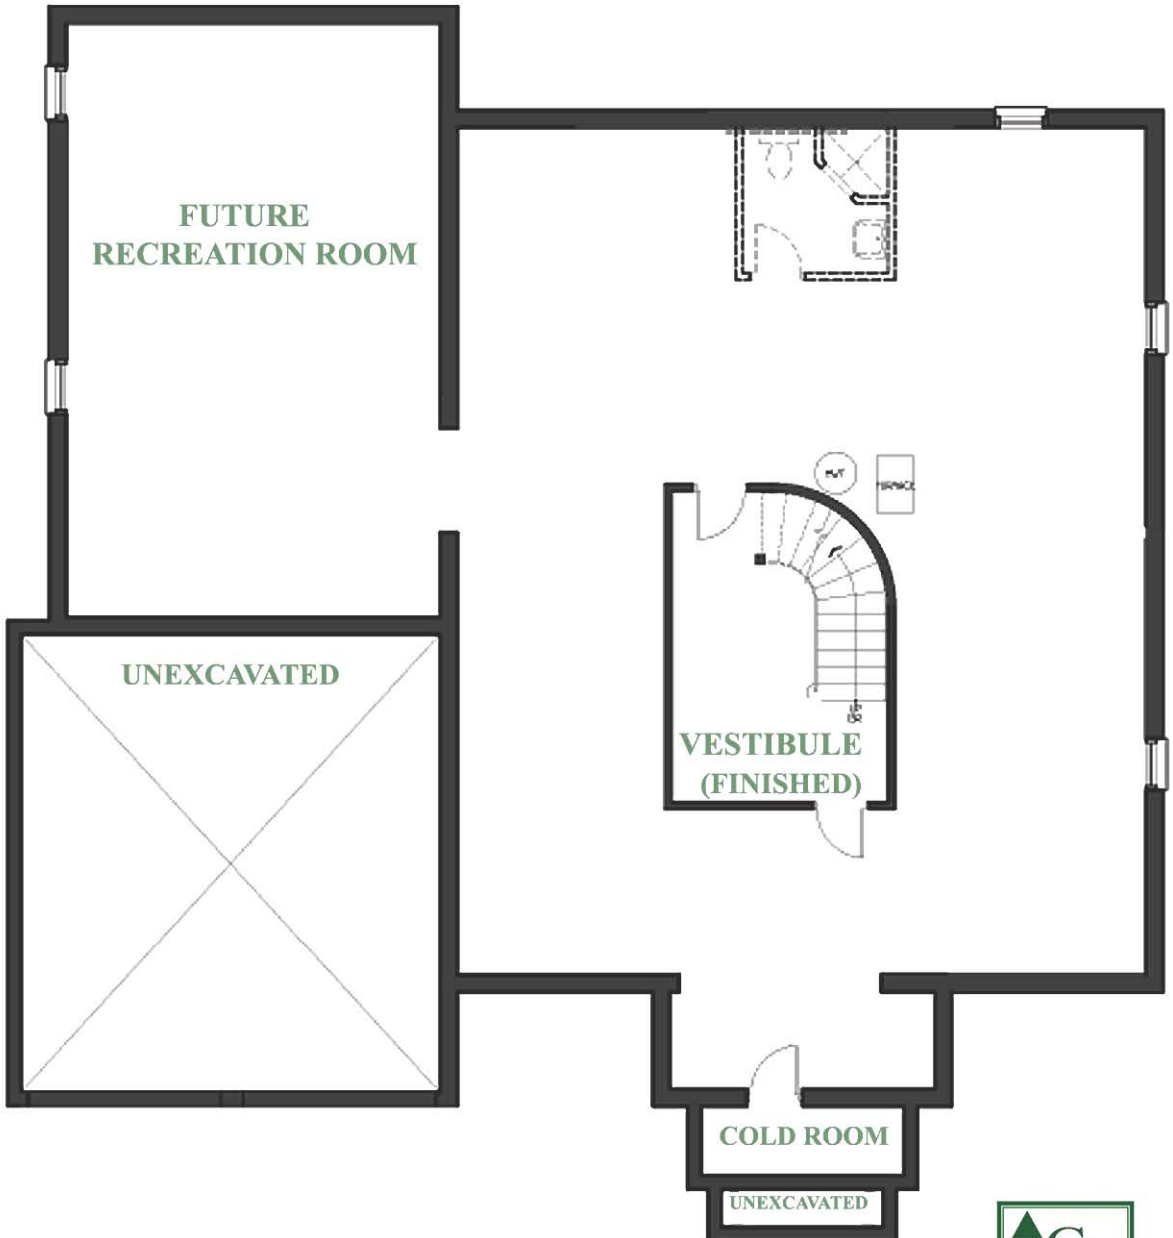 FUTURE
RECREATION ROOM
UNEXCAVATED
VESTIBULE
(FINISHED)
COLD ROOM
UNEXCAVATED
G